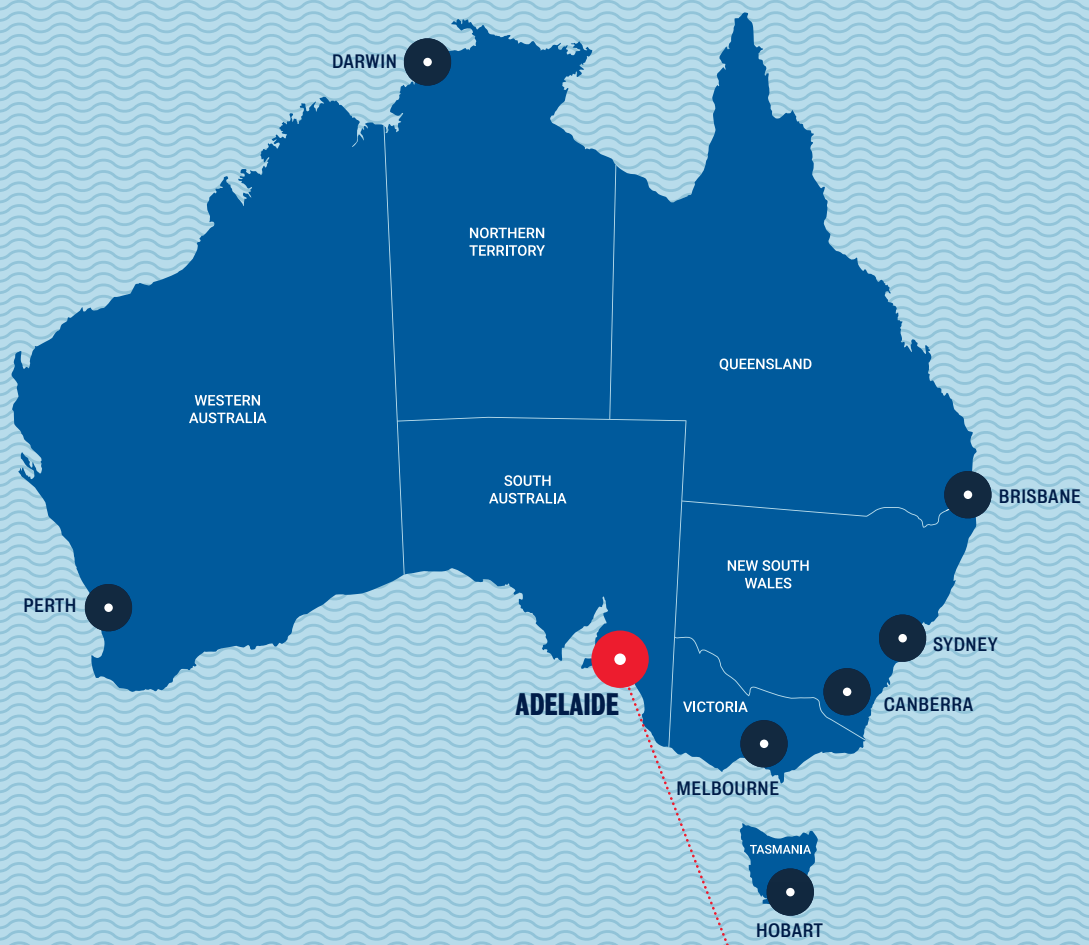 DARWIN
NORTHERN
TERRITORY
QUEENSLAND
WESTERN
AUSTRALIA
SOUTH
AUSTRALIA
BRISBANE
NEW SOUTH
WALES
PERTH
SYDNEY
ADELAIDE
VICTORIA
CANBERRA
MELBOURNE
TASMANIA
HOBART